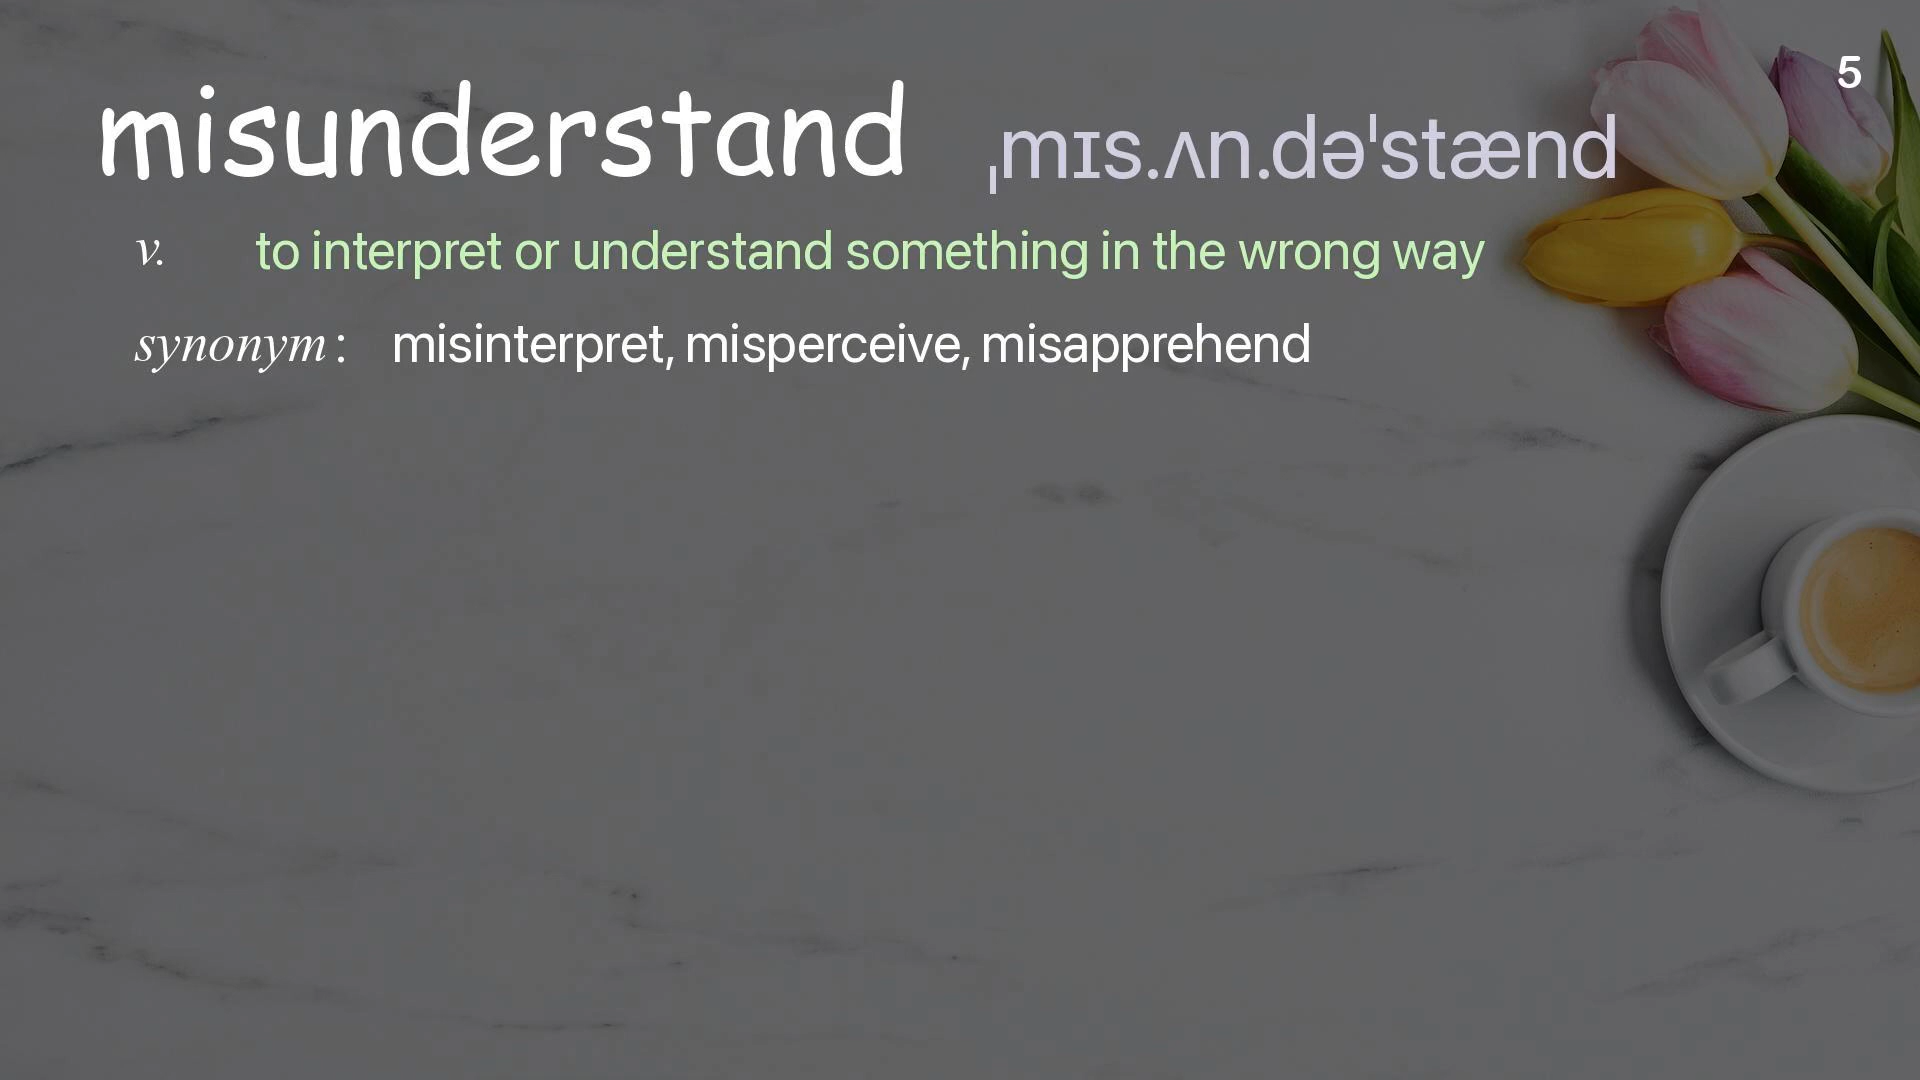 5
misunderstand ˌmɪs.ʌn.dəˈstænd
v. to interpret or understand something in the wrong way
synonym : misinterpret, misperceive, misapprehend